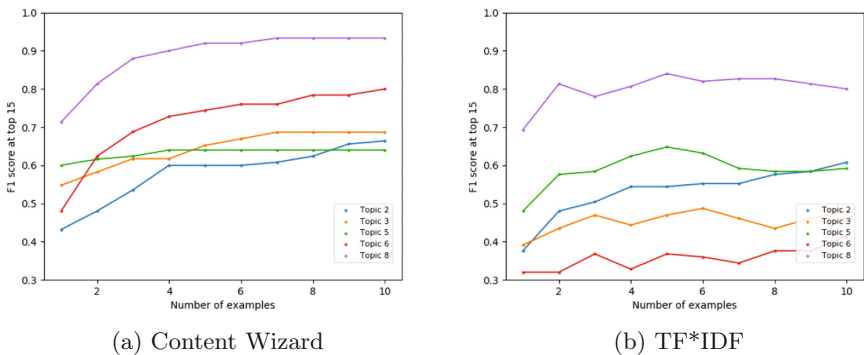 1.0
0.9
0.8
0.7
0.6
0.5
0.4
0.3
F1 score at top 15
2
4
6
8
10
Number of examples
Topic 2
Topic 3
Topic 5
Topic 6
Topic 8
(a) Content Wizard
1.0
0.9
0.8
0.7
0.6
0.5
0.4
0.3
F1 score at top 15
2
4
6
8
10
Number of examples
Topic 2
Topic 3
Topic 5
Topic 6
Topic 8
(b) TF*IDF